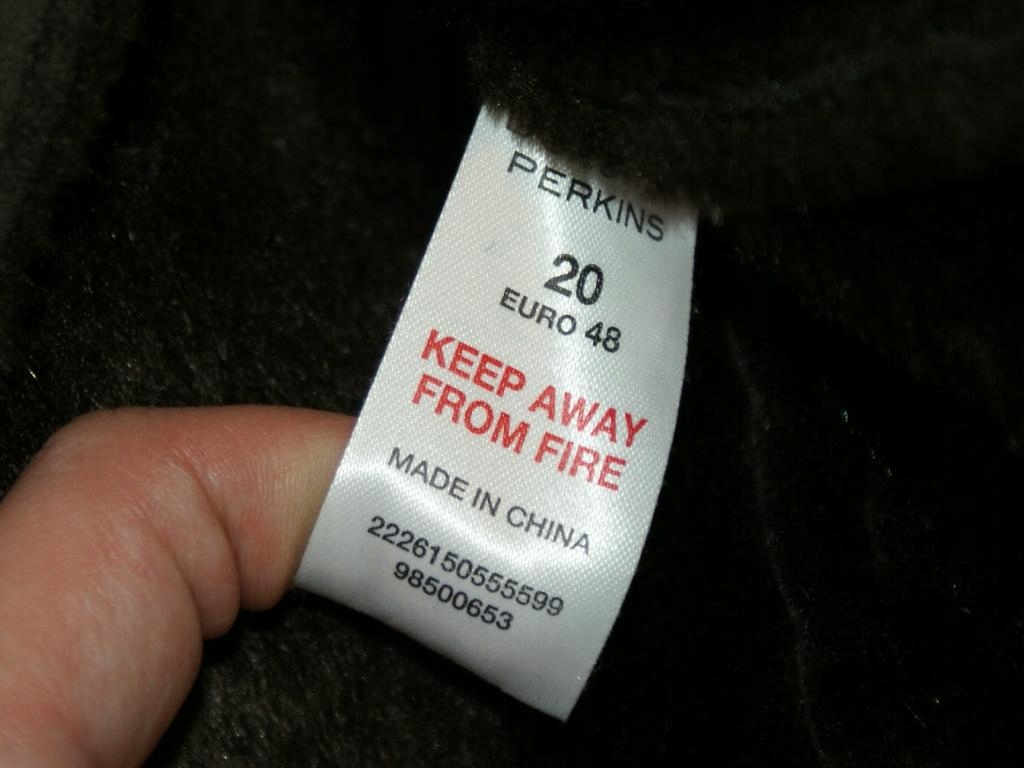 PERKINS
20
EURO 48
KEEP AWAY
FROM FIRE
MADE IN CHINA
2226150555599
98500653